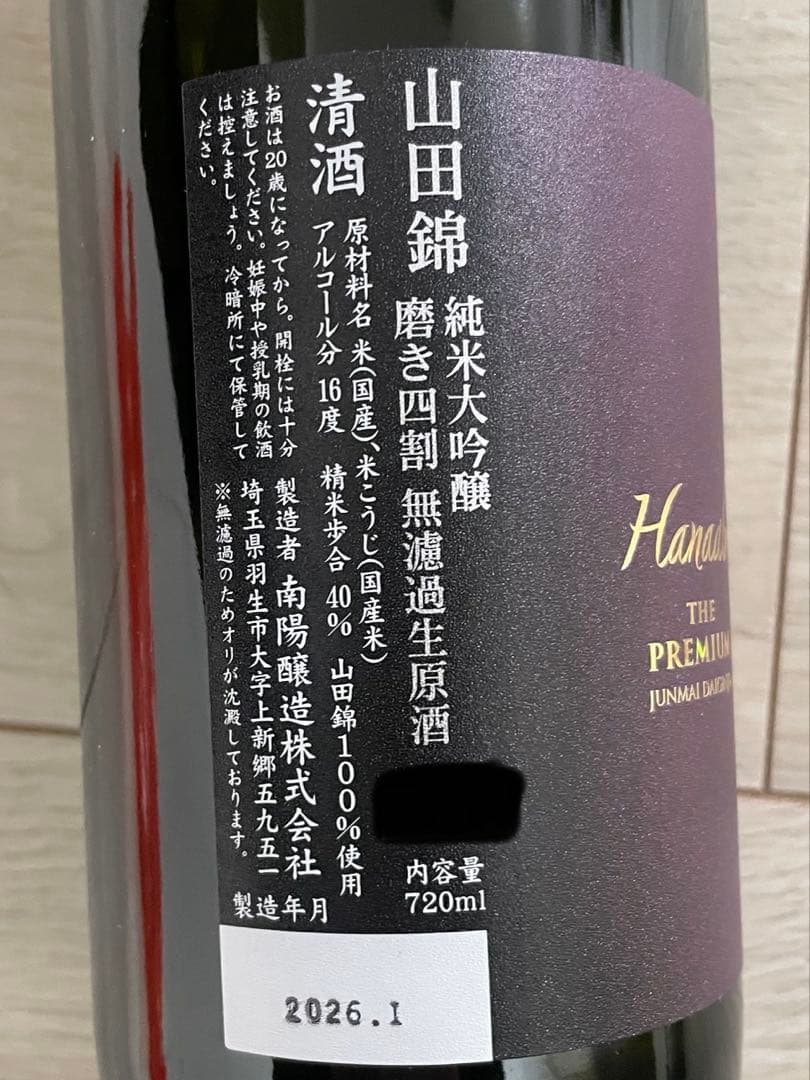 山田錦 純米大吟醸
磨き四割 無濾過生原酒
内容量
720ml
清酒
原材料名 米(国産)、米こうじ(国産米)
アルコール分 16度 精米歩合 40% 山田錦100%使用
お酒は20歳になってから。開栓には十分
注意してください。妊娠中や授乳期の飲酒
は控えましょう。冷暗所にて保管して
ください。
製造者 南陽醸造株式会社
埼玉県羽生市大字上新郷五九五一
※無濾過のためオリが沈澱しております。
製造年月
2026.1
THE
PREMIUM
JUNMAI